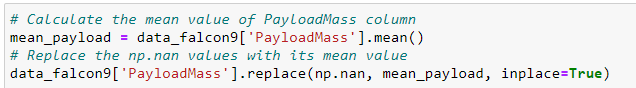 # Calculate the mean value of PayloadMass column
mean_payload = data_falcon9['PayloadMass'].mean()
# Replace the np.nan values with its mean value
data_falcon9['PayloadMass'].replace(np.nan, mean_payload, inplace=True)